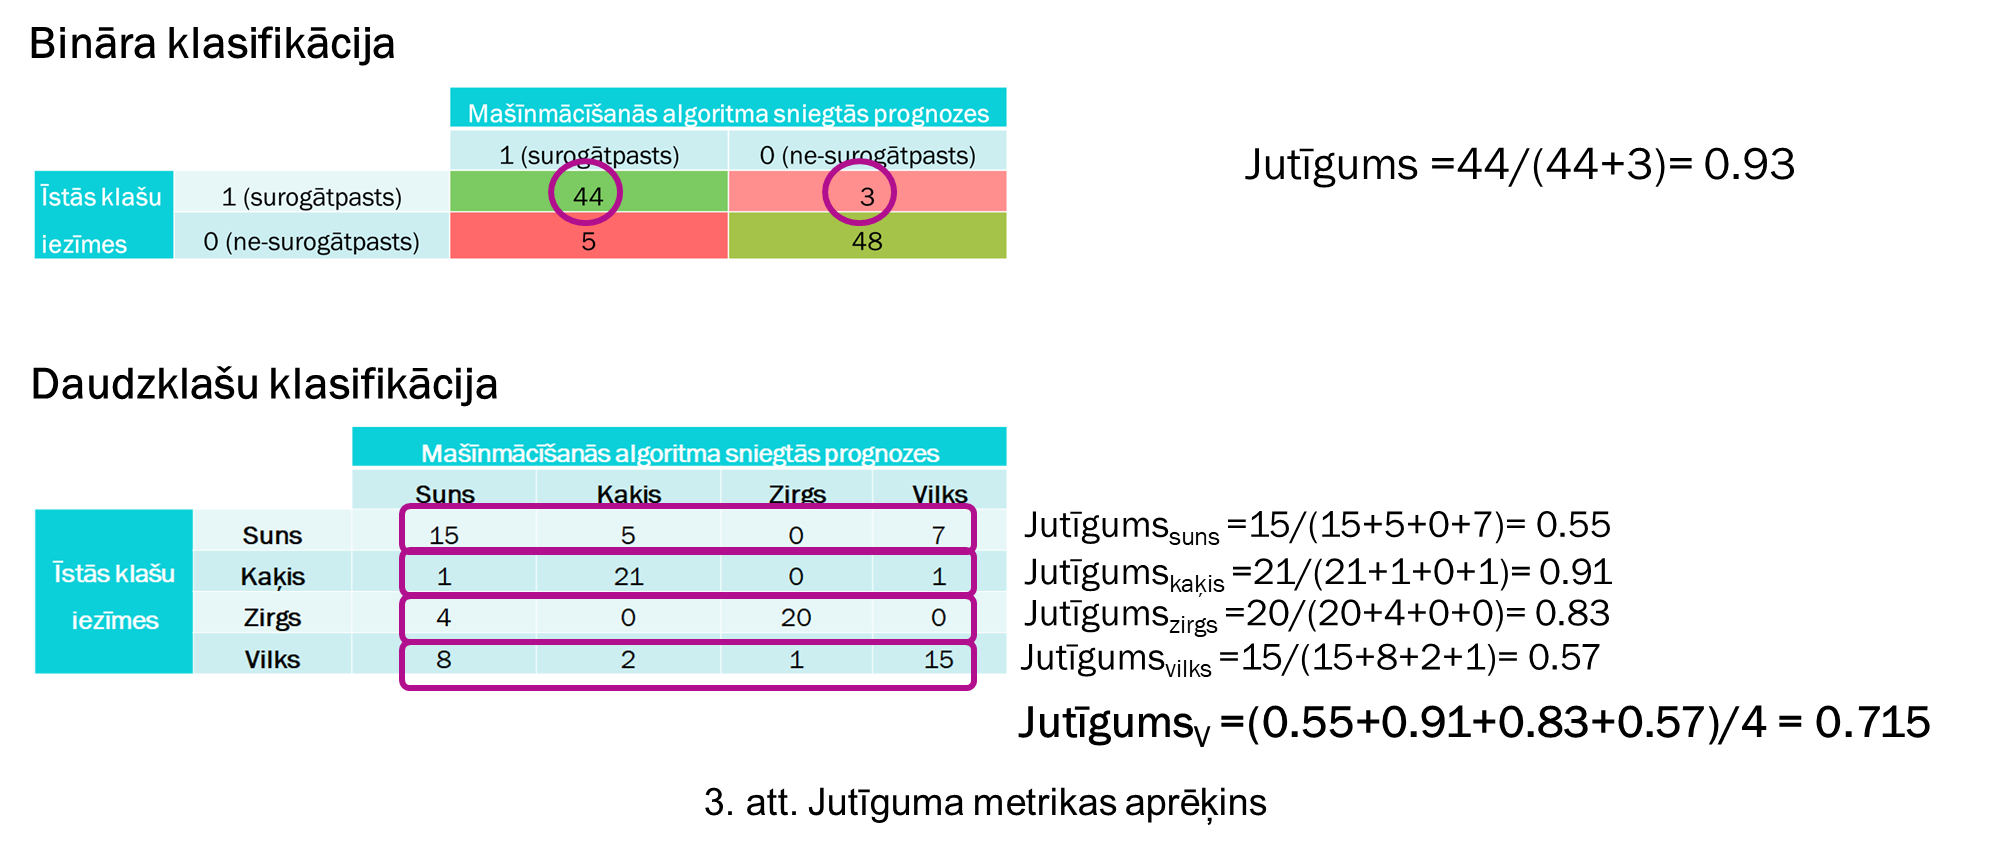 Bināra klasifikācija
Mašīnmācīšanās algoritma sniegtās prognozes
1 (surogātpasts) 0 (ne-surogātpasts)
Īstās klašu iezīmes
1 (surogātpasts) 44 3
0 (ne-surogātpasts) 5 48
Jutīgums =44/(44+3)= 0.93
Daudzklašu klasifikācija
Mašīnmācīšanās algoritma sniegtās prognozes
Suns Kaķis Zirgs Vilks
Īstās klašu
iezīmes
Suns 15 5 0 7
Kaķis 1 21 0 1
Zirgs 4 0 20 0
Vilks 8 2 1 15
Jutīgums suns =15/(15+5+0+7)= 0.55
Jutīgums kaķis =21/(21+1+0+1)= 0.91
Jutīgums zirgs =20/(20+4+0+0)= 0.83
Jutīgums vilks =15/(15+8+2+1)= 0.57
Jutīgums V =(0.55+0.91+0.83+0.57)/4 = 0.715
3. att. Jutīguma metrikas aprēķins